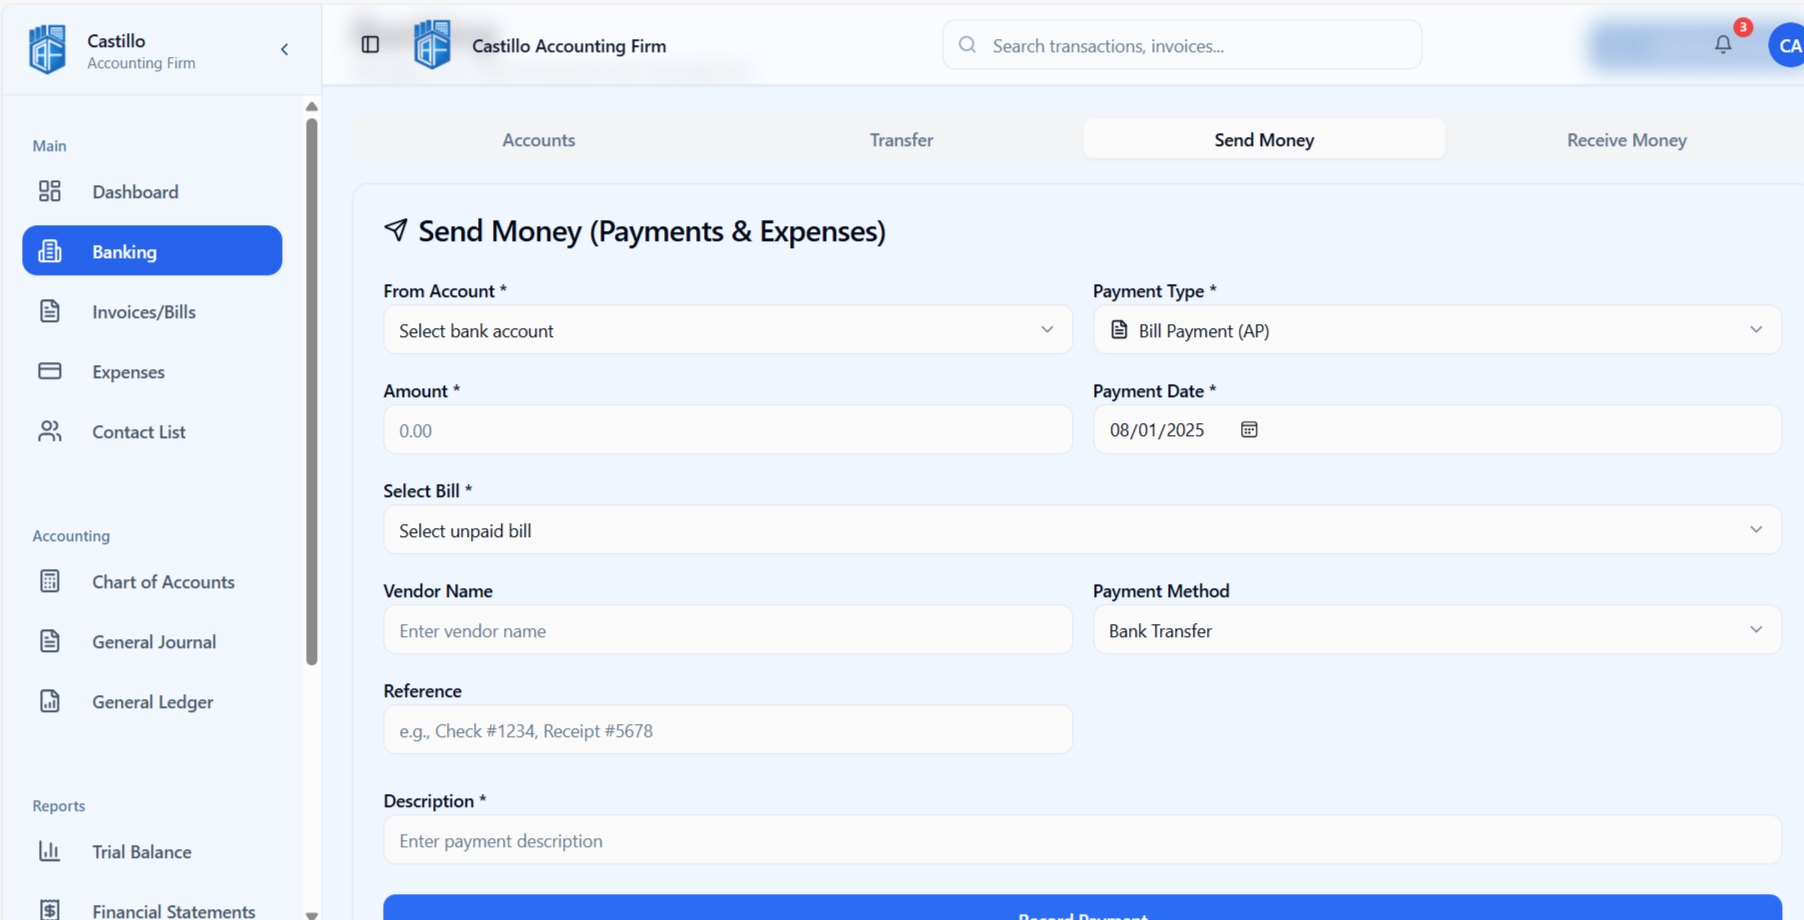 Castillo
Accounting Firm
Castillo Accounting Firm
Search transactions, invoices...
3
CA
Main
Dashboard
Banking
Invoices/Bills
Expenses
Contact List
Accounting
Chart of Accounts
General Journal
General Ledger
Reports
Trial Balance
Financial Statements
Accounts
Transfer
Send Money
Receive Money
Send Money (Payments & Expenses)
From Account *
Select bank account
Payment Type *
Bill Payment (AP)
Amount *
0.00
Payment Date *
08/01/2025
Select Bill *
Select unpaid bill
Vendor Name
Enter vendor name
Payment Method
Bank Transfer
Reference
e.g., Check #1234, Receipt #5678
Description *
Enter payment description
Record Payment